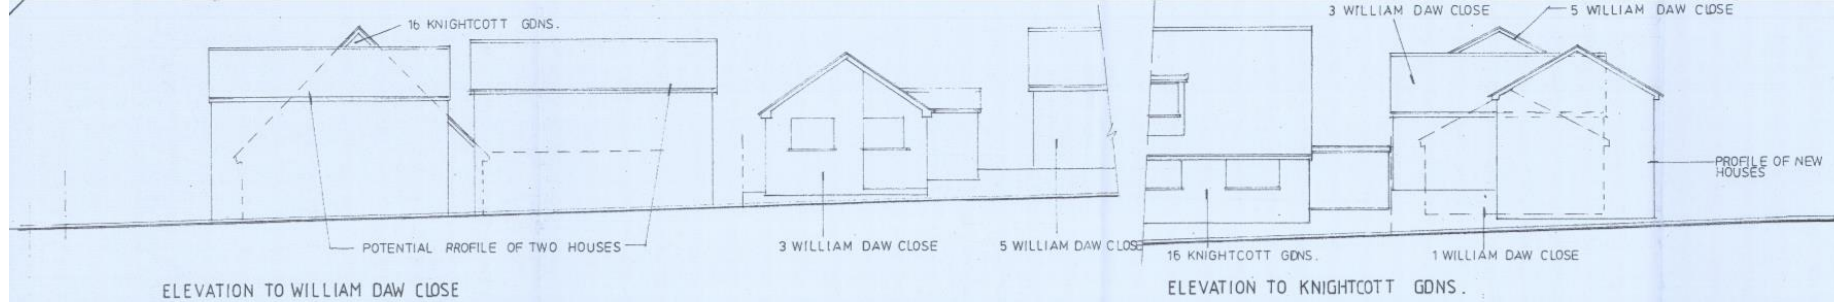 16 KNIGHTCOTT GDNS.
POTENTIAL PROFILE OF TWO HOUSES
3 WILLIAM DAW CLOSE
5 WILLIAM DAW CLOSE
ELEVATION TO WILLIAM DAW CLOSE
3 WILLIAM DAW CLOSE
5 WILLIAM DAW CLOSE
PROFILE OF NEW
HOUSES
16 KNIGHTCOTT GDNS.
1 WILLIAM DAW CLOSE
ELEVATION TO KNIGHTCOTT GDNS.